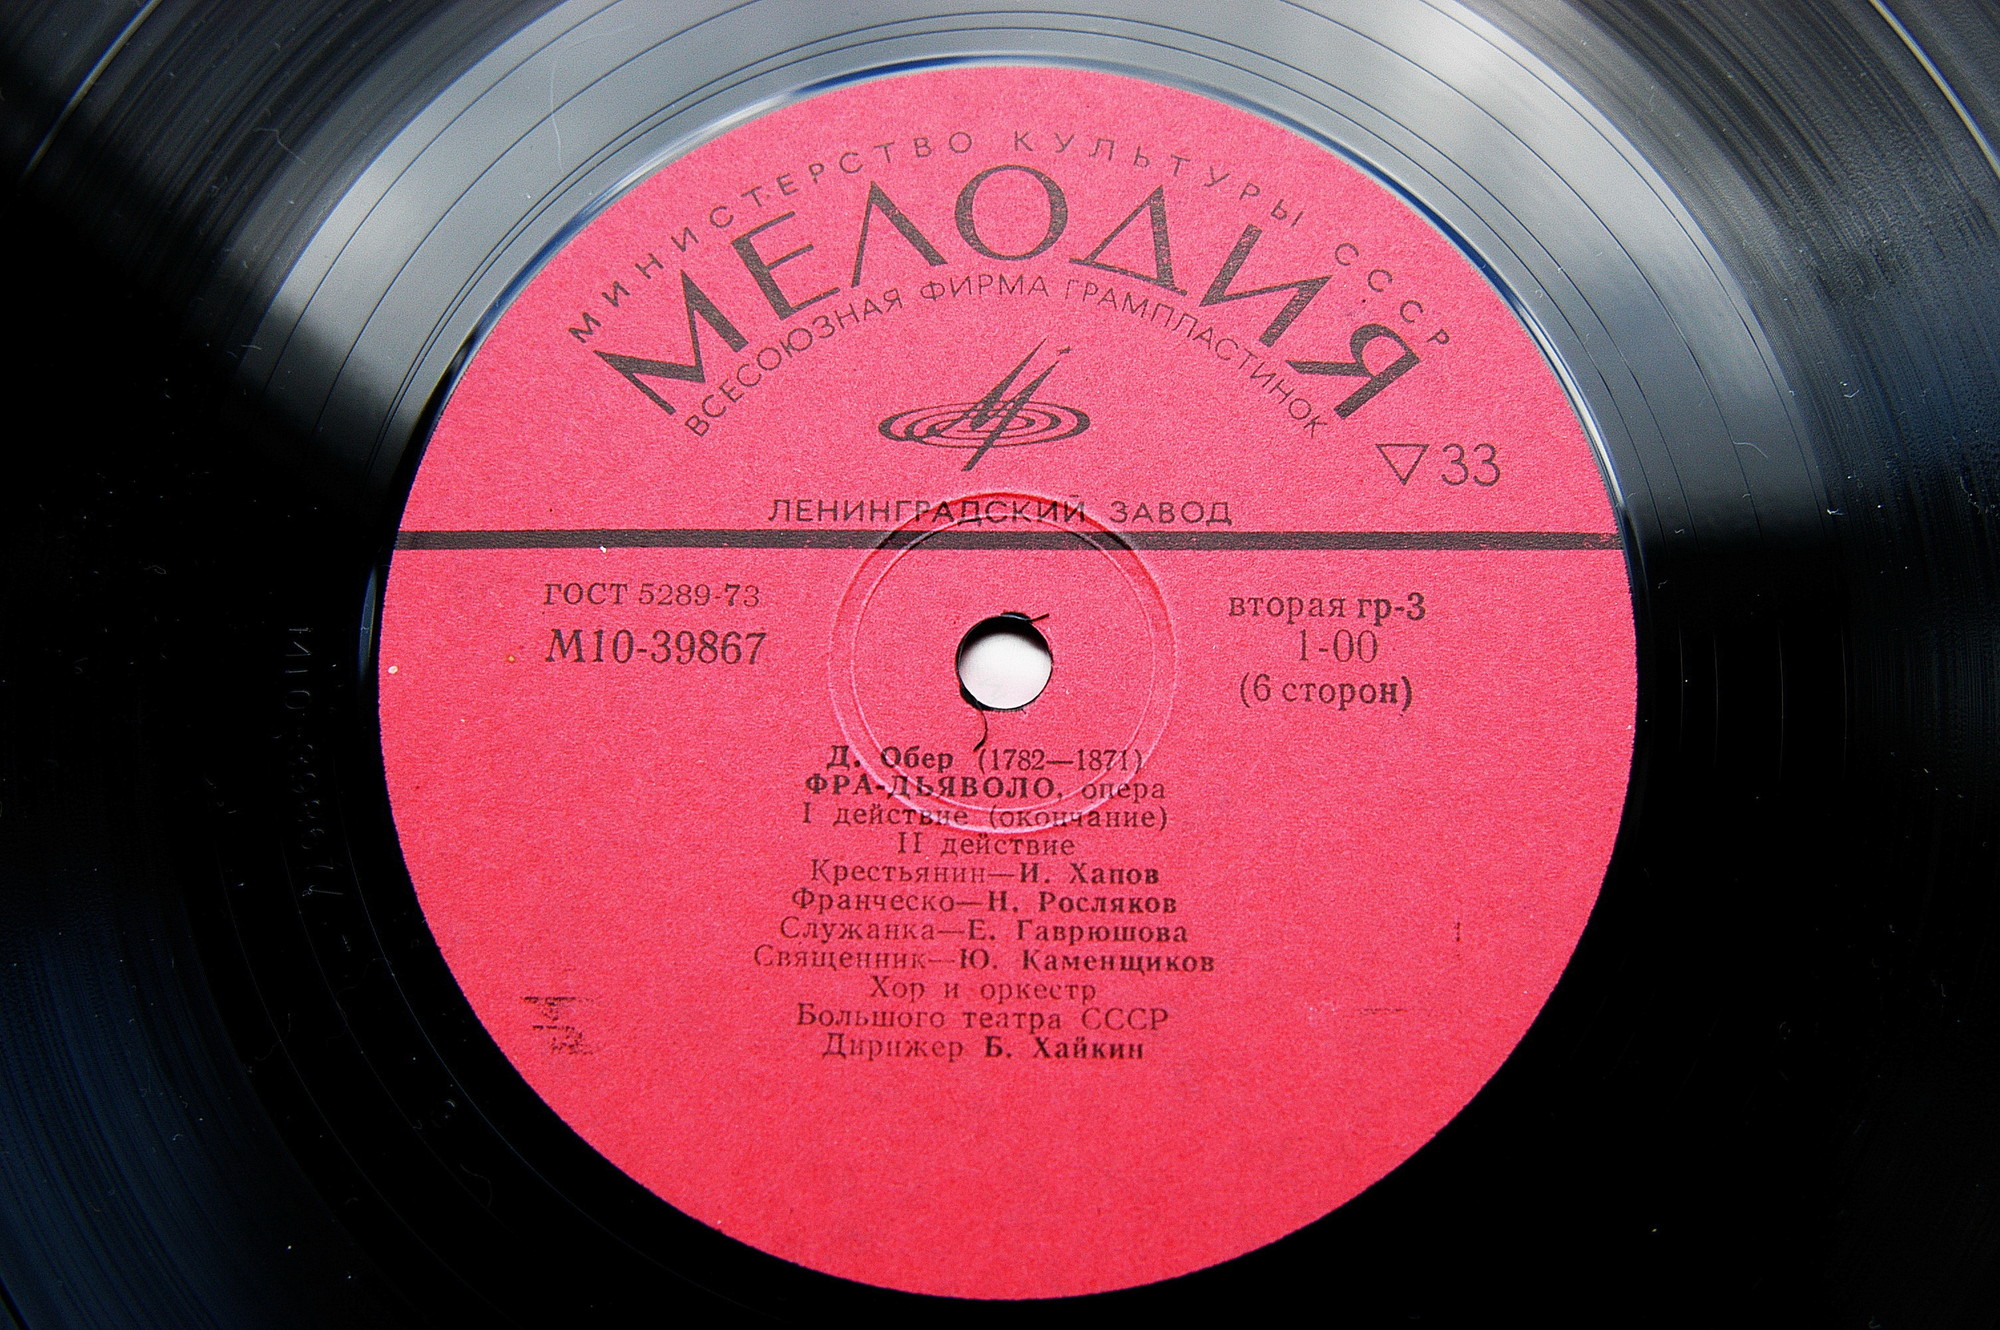 МИНИСТЕРСТВО КУЛЬТУРЫ СССР
МЕЛОДИЯ
ВСЕСОЮЗНАЯ ФИРМА ГРАМПЛАСТИНОК
33
ЛЕНИНГРАДСКИЙ ЗАВОД
ГОСТ 5289-73
М10-39867
вторая гр-3
1-00
(6 сторон)
Д. Обер (1782—1871)
ФРА-ДЬЯВОЛО, опера
I действие (окончание)
II действие
Крестьянин—И. Хапов
Франческо—Н. Росляков
Служанка—Е. Гаврюшова
Священник—Ю. Каменщиков
Хор и оркестр
Большого театра СССР
Дирижер Б. Хайкин